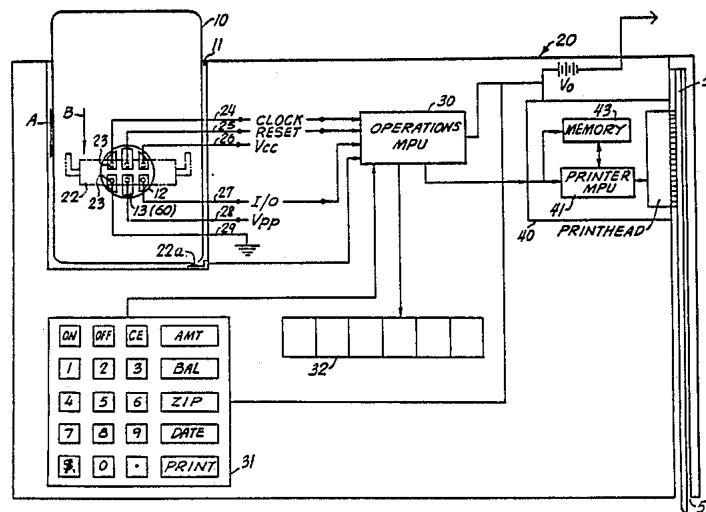 10
11
20
A
B
24
CLOCK
25
RESET
26
Vcc
23
30
OPERATIONS
MPU
V₀
43
MEMORY
PRINTER
MPU
41
PRINTHEAD
40
22
23
12
13 (60)
27
I/O
28
Vpp
29
22a
5
ON OFF CE AMT
1 2 3 BAL
4 5 6 ZIP
7 8 9 DATE
$ 0 . PRINT
31
32